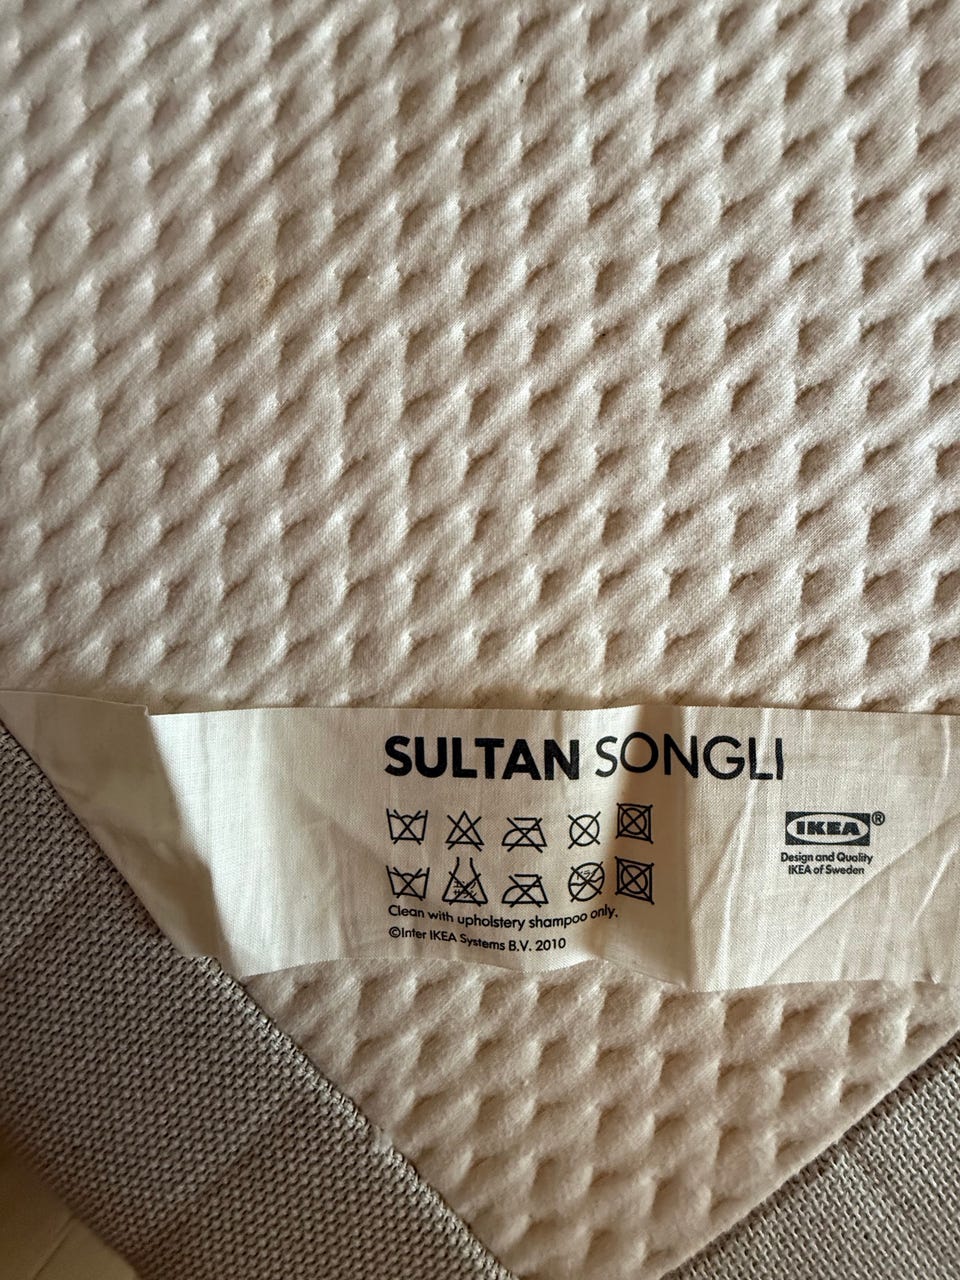 SULTAN SONGLI
IKEA®
Design and Quality
IKEA of Sweden
Clean with upholstery shampoo only.
©Inter IKEA Systems B.V. 2010